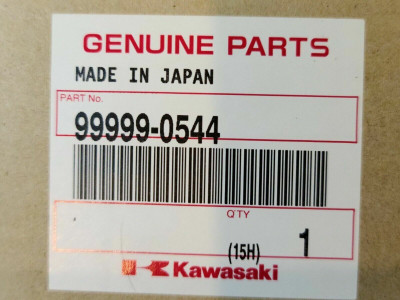 GENUINE PARTS
MADE IN JAPAN
PART No.
99999-0544
Q'TY
(15H) 1
Kawasaki